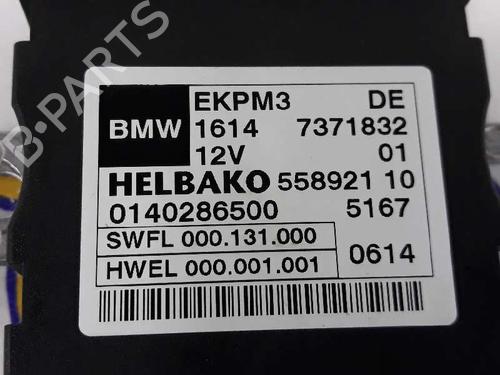 EKPM3 DE
BMW 1614 7371832
12V 01
HELBAKO 558921 10
0140286500 5167
SWFL 000.131.000
HWEL 000.001.001 0614
B-PARTS